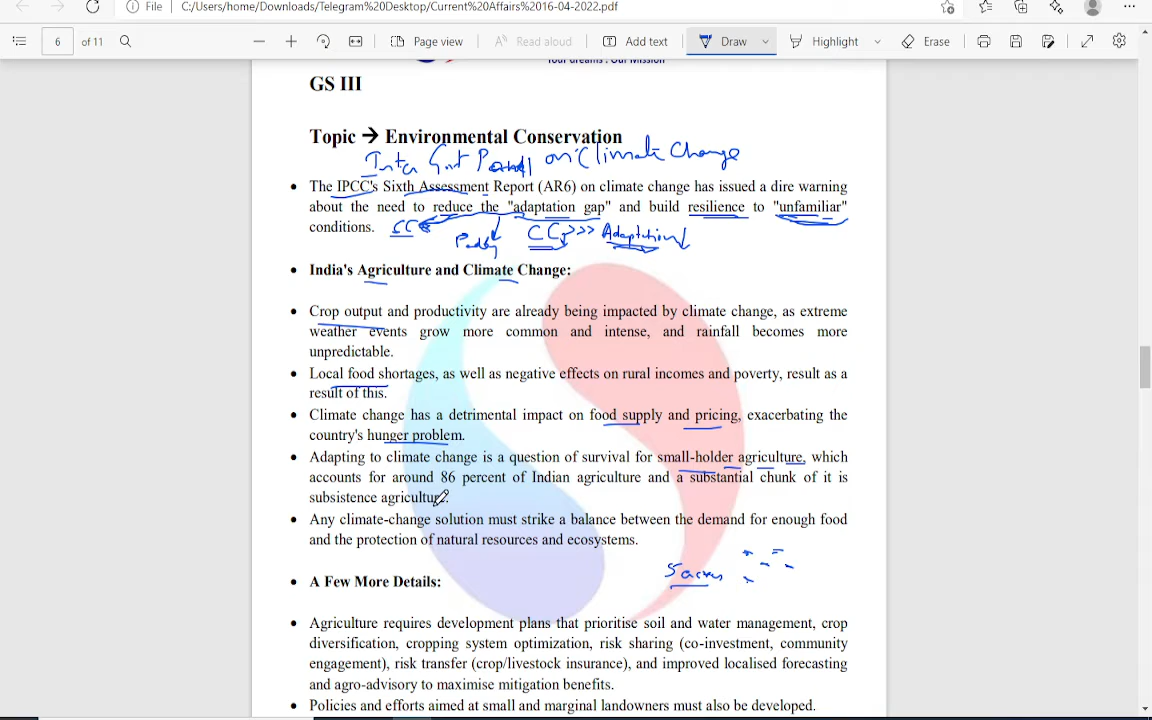 File
C:/Users/home/Downloads/Telegram%20Desktop/Current%20Affairs%2016-04-2022.pdf
6 of 11
Page view
Read aloud
Add text
Draw
Highlight
Erase
Your dreams : Our Mission
GS III
Topic → Environmental Conservation
on Climate Change
• The IPCC's Sixth Assessment Report (AR6) on climate change has issued a dire warning
about the need to reduce the "adaptation gap" and build resilience to "unfamiliar"
conditions.
CC
Paddy
CC >>> Adaptation ↓
• India's Agriculture and Climate Change:
• Crop output and productivity are already being impacted by climate change, as extreme
weather events grow more common and intense, and rainfall becomes more
unpredictable.
• Local food shortages, as well as negative effects on rural incomes and poverty, result as a
result of this.
• Climate change has a detrimental impact on food supply and pricing, exacerbating the
country's hunger problem.
• Adapting to climate change is a question of survival for small-holder agriculture, which
accounts for around 86 percent of Indian agriculture and a substantial chunk of it is
subsistence agriculture.
• Any climate-change solution must strike a balance between the demand for enough food
and the protection of natural resources and ecosystems.
5 acres
• A Few More Details:
• Agriculture requires development plans that prioritise soil and water management, crop
diversification, cropping system optimization, risk sharing (co-investment, community
engagement), risk transfer (crop/livestock insurance), and improved localised forecasting
and agro-advisory to maximise mitigation benefits.
• Policies and efforts aimed at small and marginal landowners must also be developed.